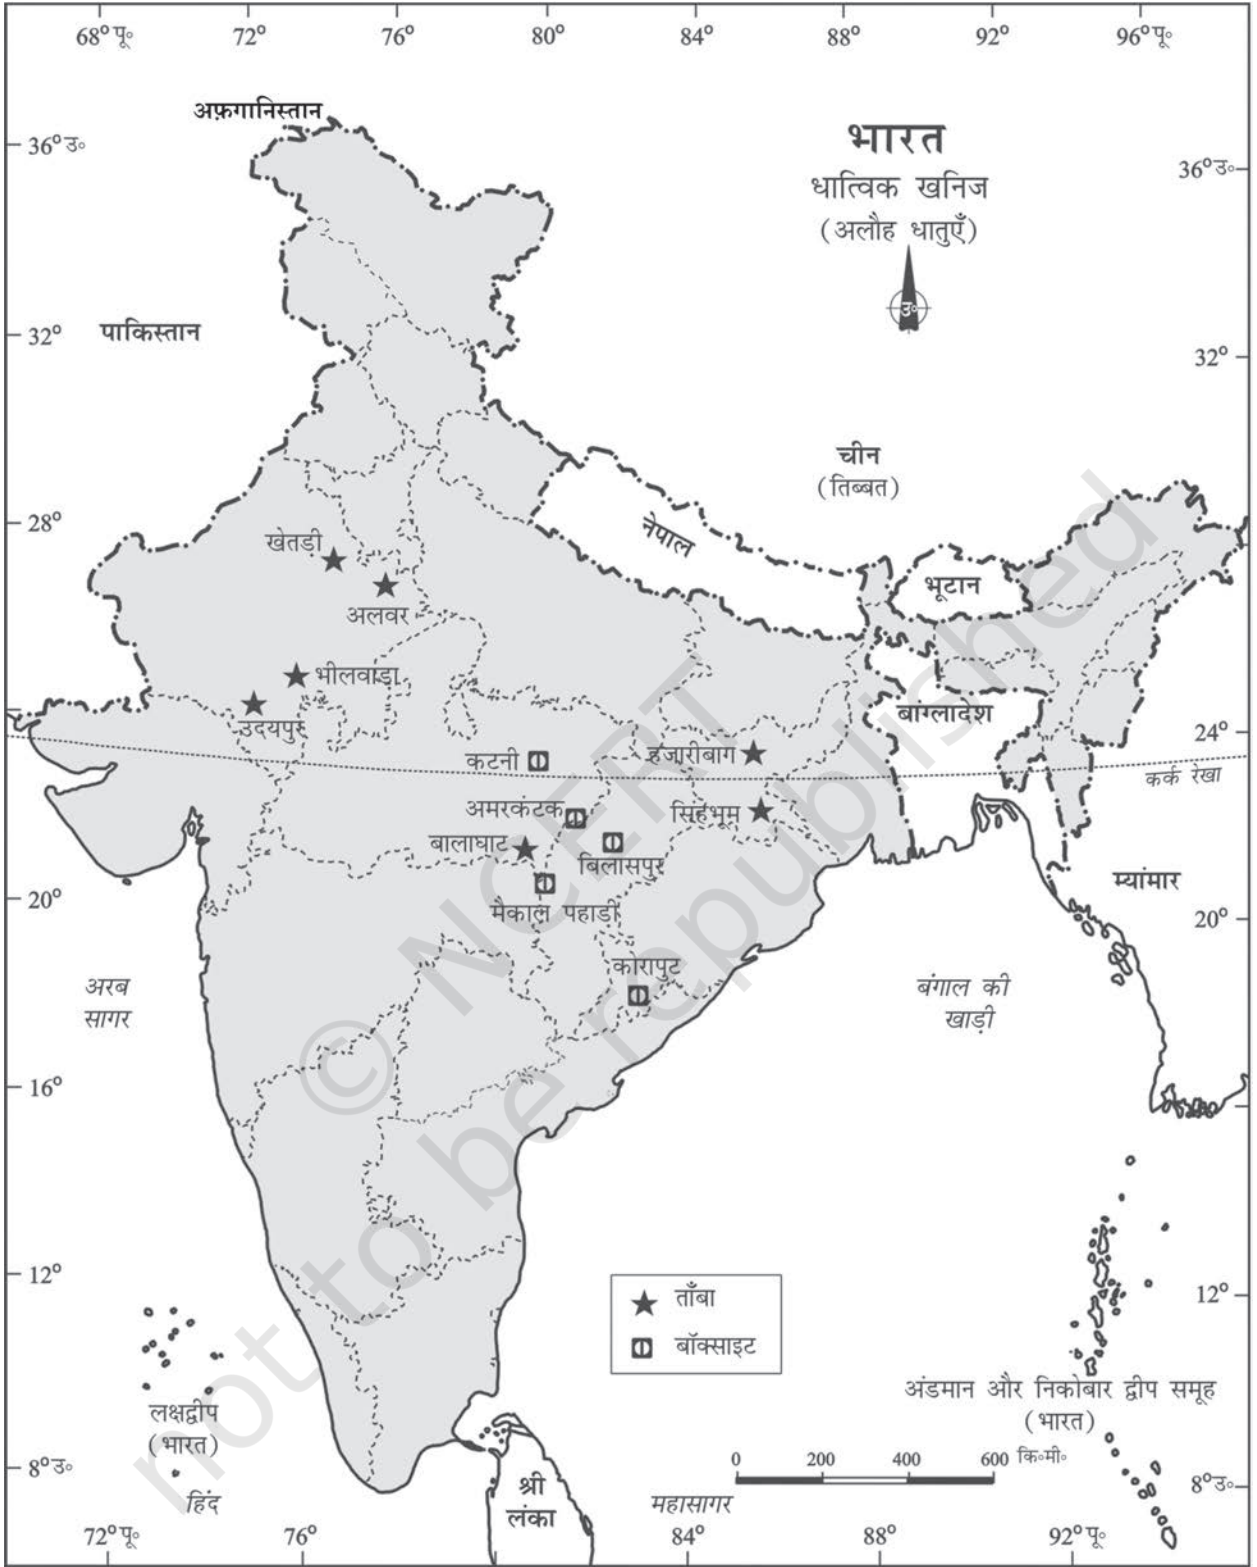 68°पू॰ 72° 76° 80° 84° 88° 92° 96°पू॰
अफ़गानिस्तान
भारत
धात्विक खनिज
(अलौह धातुएँ)
उ॰
36°उ॰
36°उ॰
पाकिस्तान
32°
32°
चीन
(तिब्बत)
28°
नेपाल
भूटान
खेतडी
अलवर
भीलवाडा
उदयपुर
बांग्लादेश
24°
कर्क रेखा
कटनी
हजारीबाग
अमरकंटक
सिंहभूम
बालाघाट
बिलासपुर
मैकाल पहाडी
म्यांमार
20°
20°
कोरापुट
अरब
सागर
बंगाल की
खाड़ी
16°
12°
12°
ताँबा
बॉक्साइट
अंडमान और निकोबार द्वीप समूह
(भारत)
लक्षद्वीप
(भारत)
0 200 400 600 कि॰मी॰
8°उ॰
8°उ॰
श्री
लंका
हिंद
महासागर
72°पू॰ 76° 84° 88° 92°पू॰
© NCERT
not to be republished